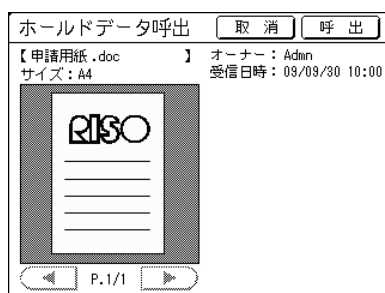 ホールドデータ呼出
取 消
呼 出
【申請用紙.doc 】
サイズ：A4
オーナー：Admn
受信日時：09/09/30 10:00
RISO
P.1/1